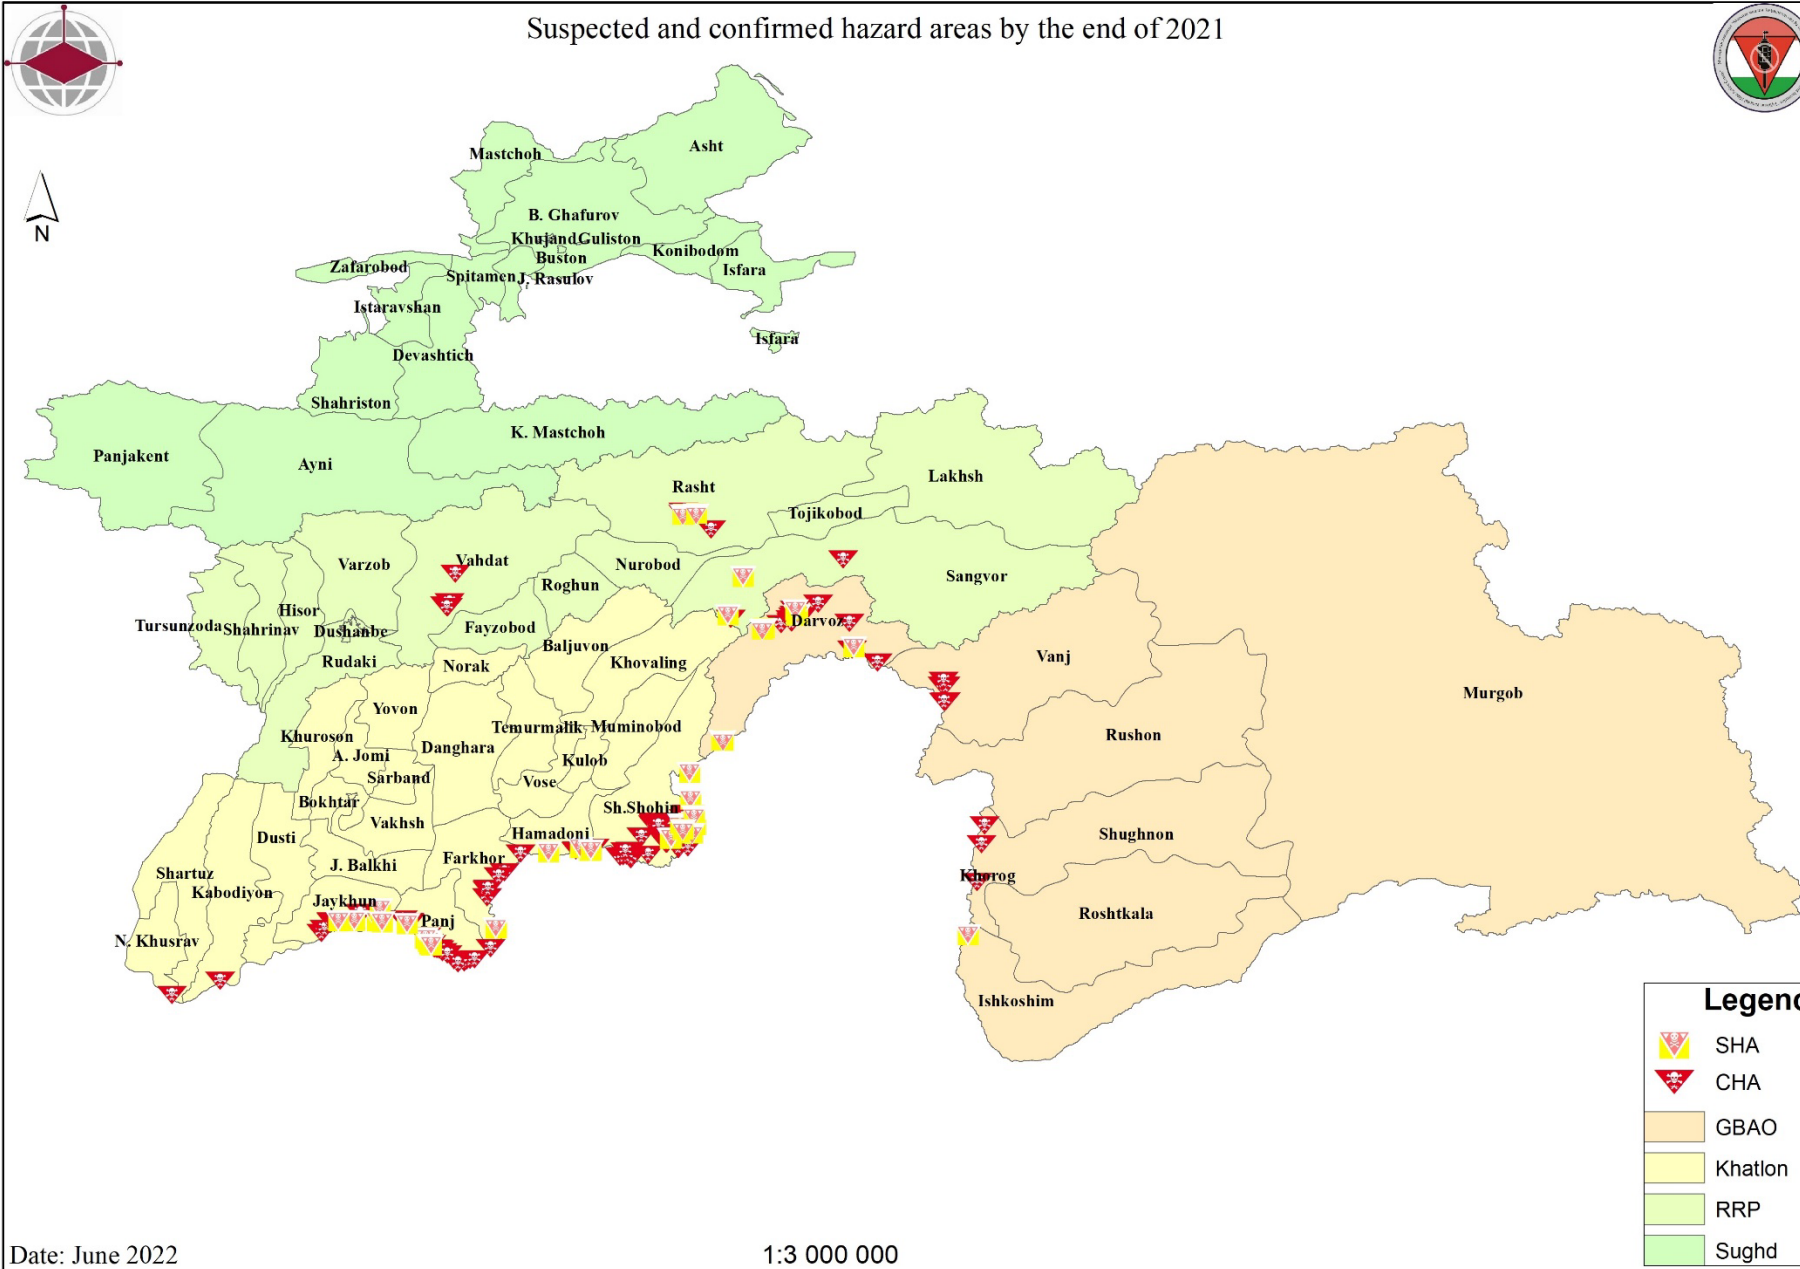 Suspected and confirmed hazard areas by the end of 2021
N
Mastchoh
Asht
B. Ghafurov
Khujand
Guliston
Buston
Konibodom
Isfara
Zafarobod
Spitamen
J. Rasulov
Istaravshan
Isfara
Devashtich
Shahriston
K. Mastchoh
Panjakent
Ayni
Rasht
Lakhsh
Tojikobod
Varzob
Vahdat
Nurobod
Roghun
Sangvor
Hisor
Tursunzoda
Shahrinav
Dushanbe
Fayzobod
Darvoz
Baljuvon
Rudaki
Norak
Khovaling
Vanj
Murgob
Yovon
Temurmalik
Muminobod
Khuroson
Danghara
Rushon
A. Jomi
Kulob
Sarband
Vose
Bokhtar
Sh.Shohin
Vakhsh
Hamadoni
Dusti
Shughnon
Farkhor
J. Balkhi
Shartuz
Khorog
Kabodiyon
Jaykhun
Panj
Roshtkala
N. Khusrav
Ishkoshim
Legend
SHA
CHA
GBAO
Khatlon
RRP
Sughd
Date: June 2022
1:3 000 000